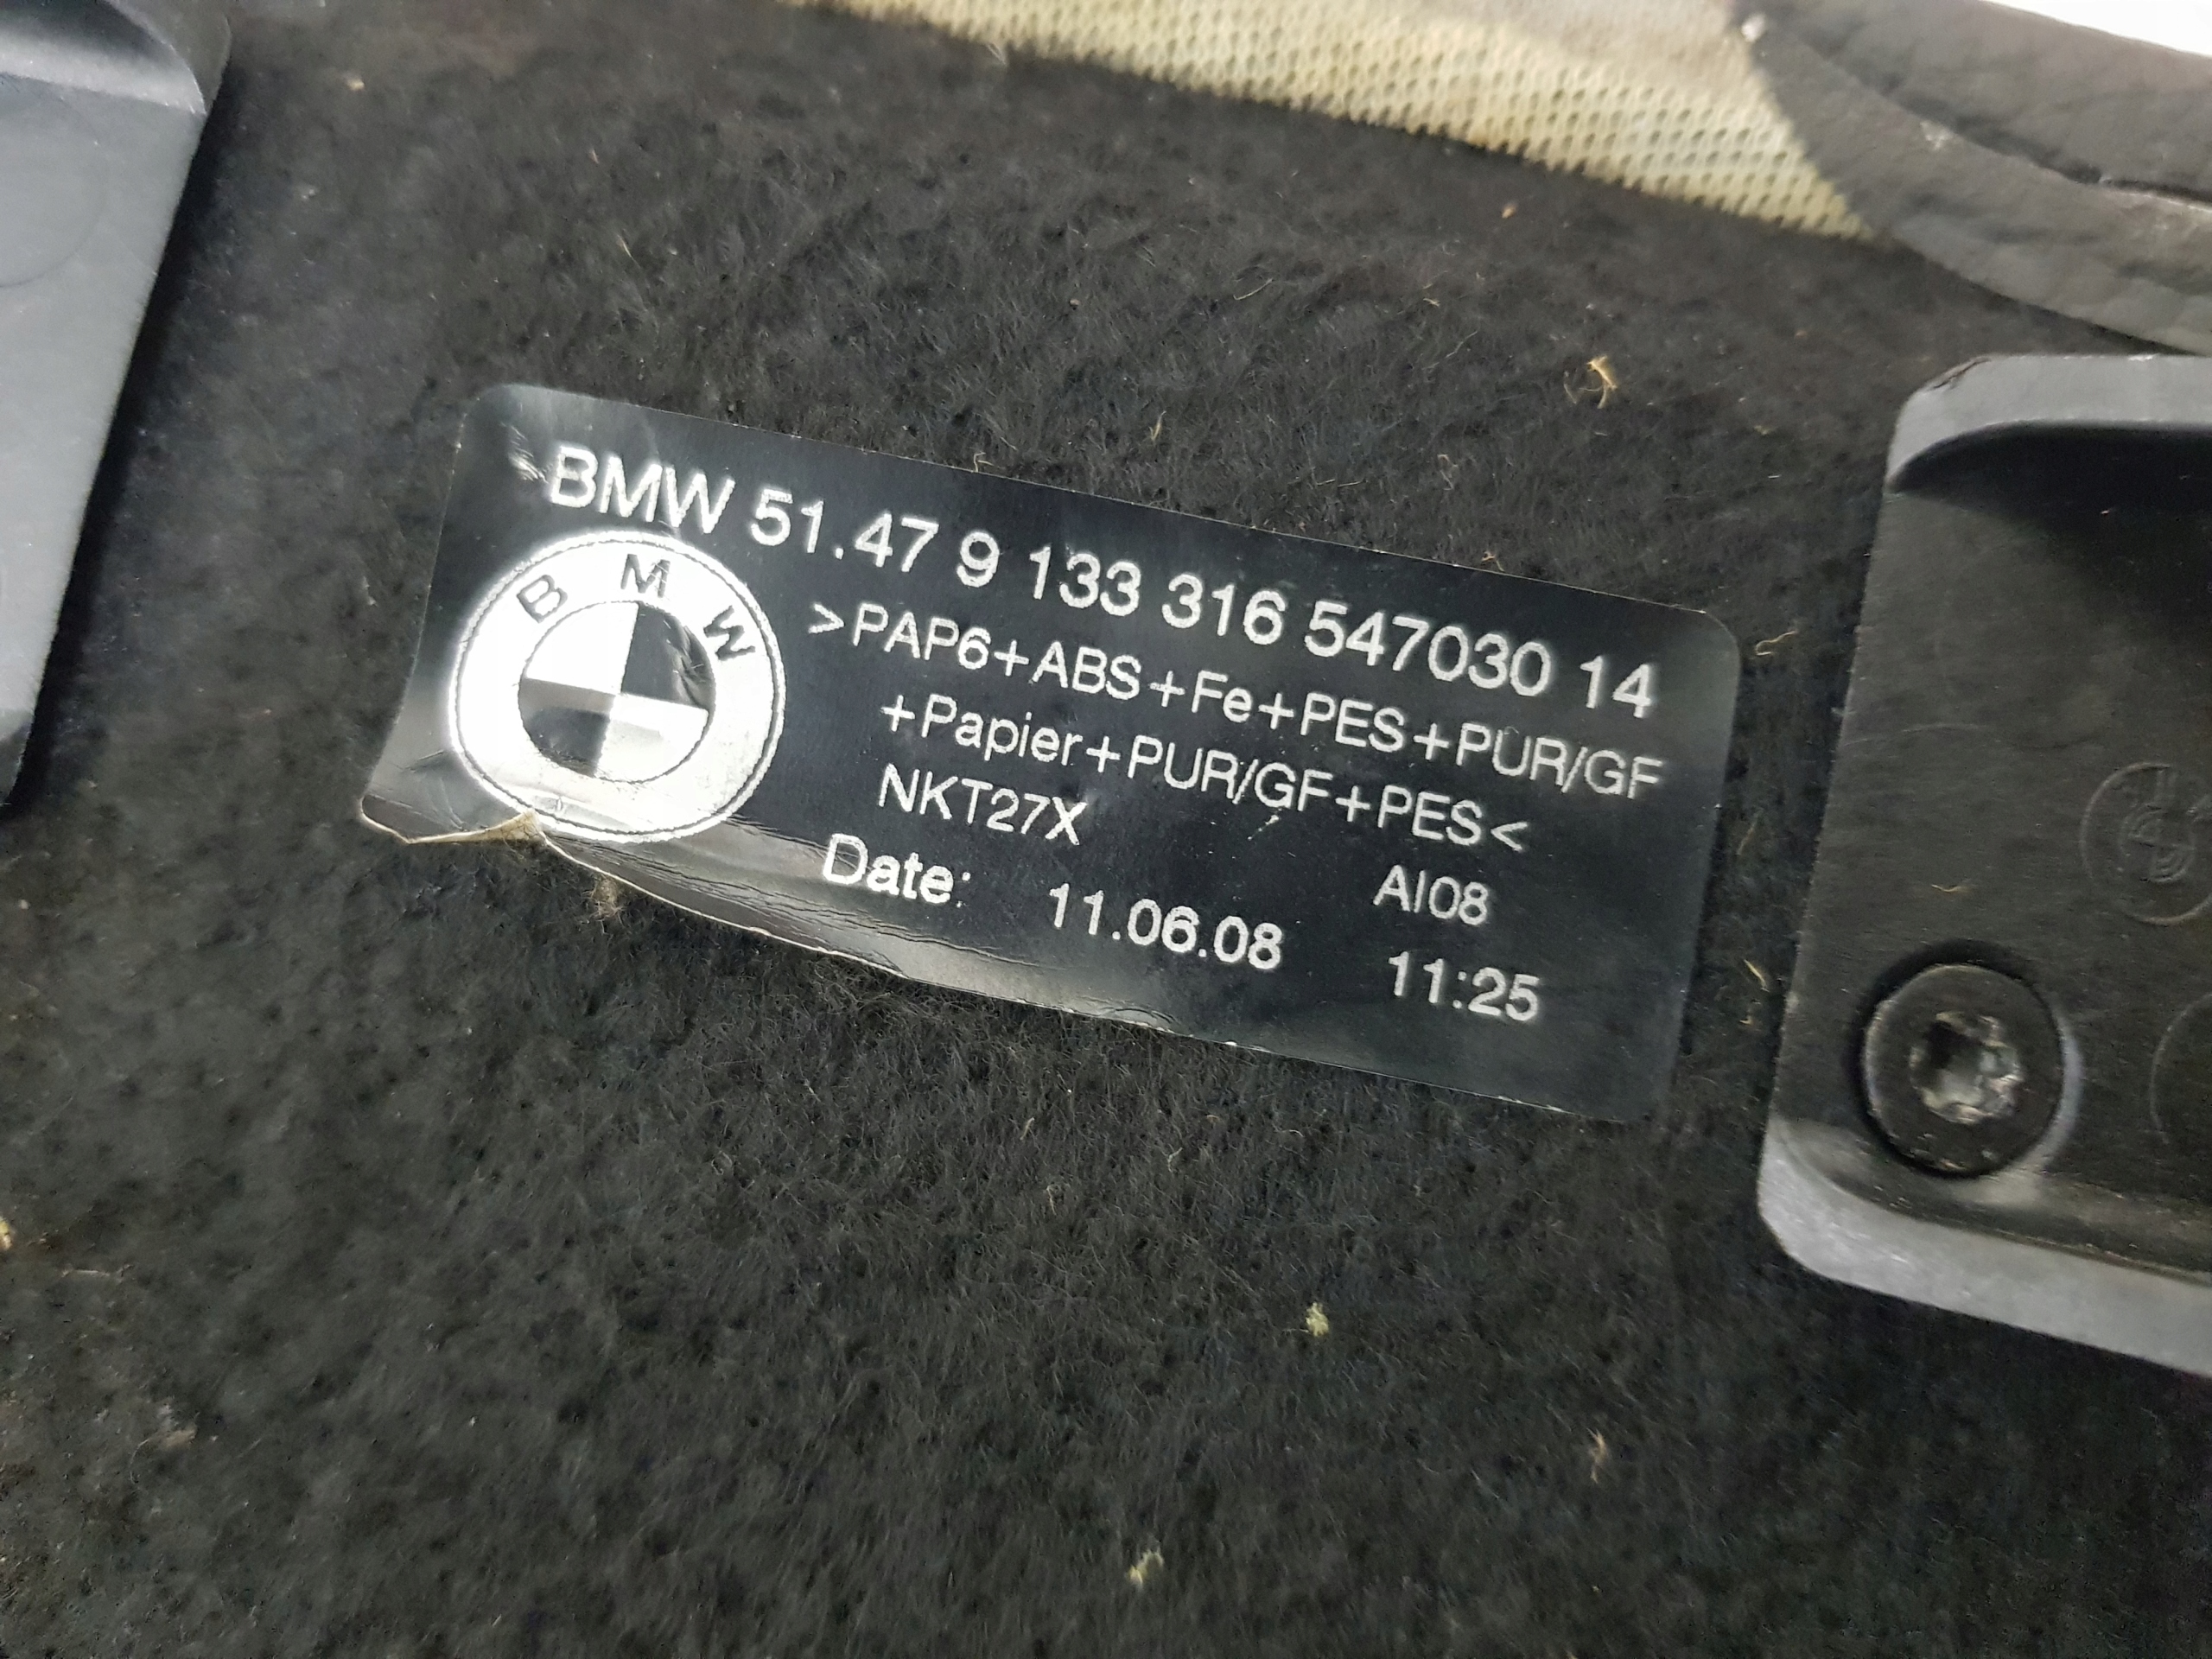 BMW 51.47 9 133 316 547030 14
B M W
>PAP6+ABS+Fe+PES+PUR/GF
+Papier+PUR/GF+PES<
NKT27X AI08
Date: 11.06.08 11:25